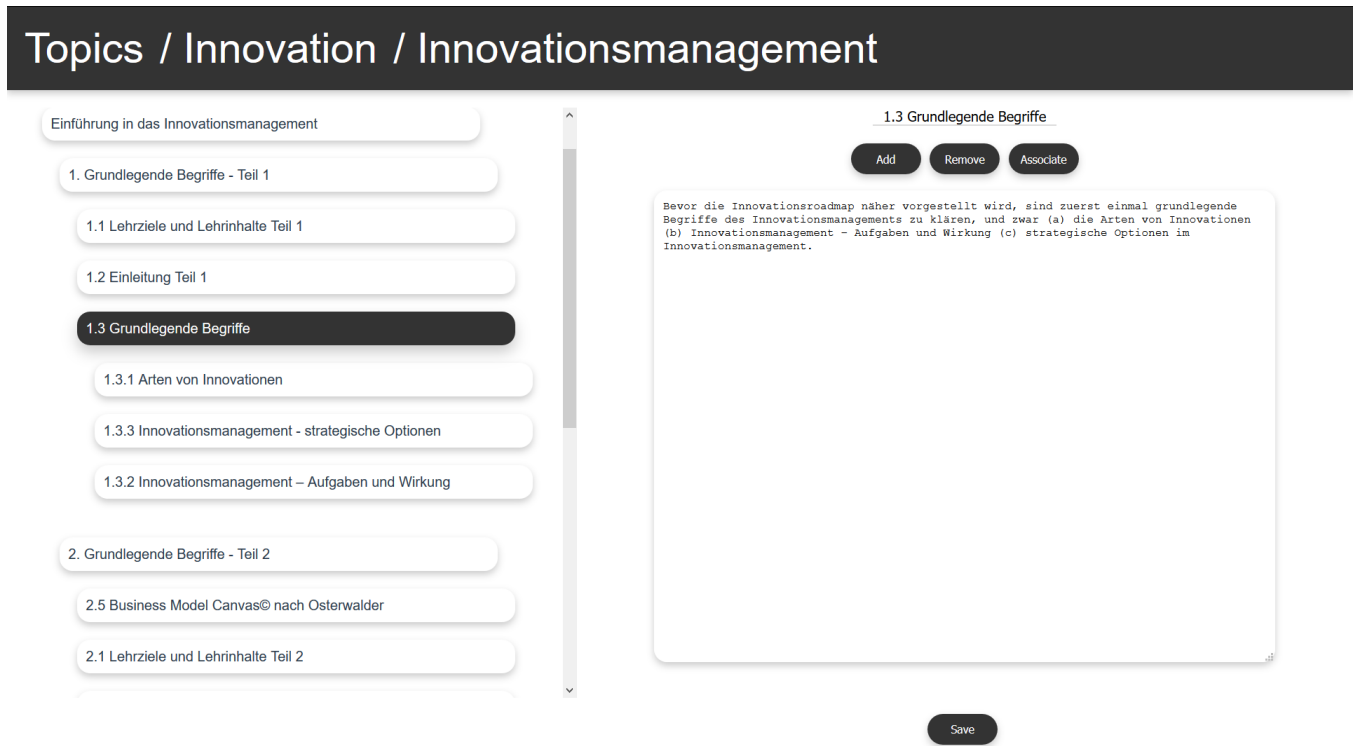 Topics / Innovation / Innovationsmanagement
Einführung in das Innovationsmanagement
1. Grundlegende Begriffe - Teil 1
1.1 Lehrziele und Lehrinhalte Teil 1
1.2 Einleitung Teil 1
1.3 Grundlegende Begriffe
1.3.1 Arten von Innovationen
1.3.3 Innovationsmanagement - strategische Optionen
1.3.2 Innovationsmanagement – Aufgaben und Wirkung
2. Grundlegende Begriffe - Teil 2
2.5 Business Model Canvas© nach Osterwalder
2.1 Lehrziele und Lehrinhalte Teil 2
1.3 Grundlegende Begriffe
Add Remove Associate
Bevor die Innovationsroadmap näher vorgestellt wird, sind zuerst einmal grundlegende
Begriffe des Innovationsmanagements zu klären, und zwar (a) die Arten von Innovationen
(b) Innovationsmanagement – Aufgaben und Wirkung (c) strategische Optionen im
Innovationsmanagement.
Save